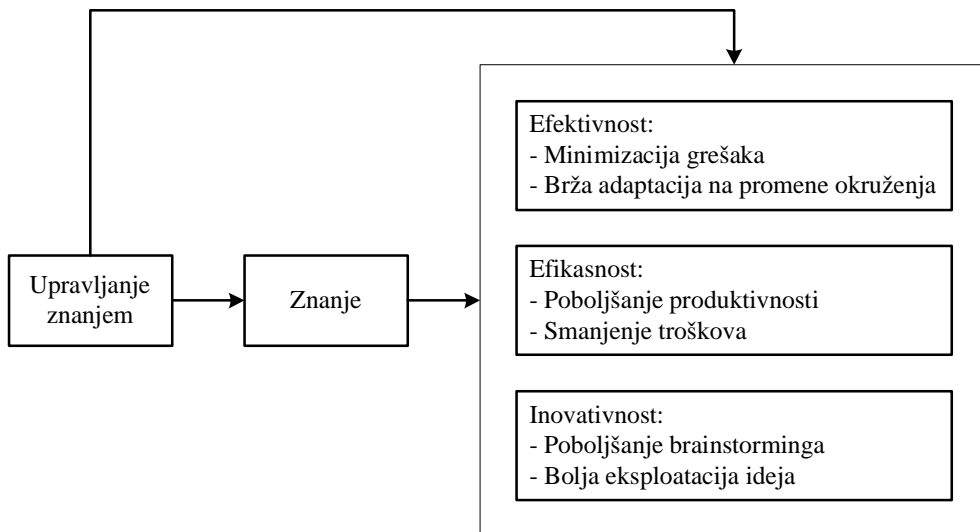 Upravljanje
znanjem
Znanje
Efektivnost:
- Minimizacija grešaka
- Brža adaptacija na promene okruženja
Efikasnost:
- Poboljšanje produktivnosti
- Smanjenje troškova
Inovativnost:
- Poboljšanje brainstorminga
- Bolja eksploatacija ideja